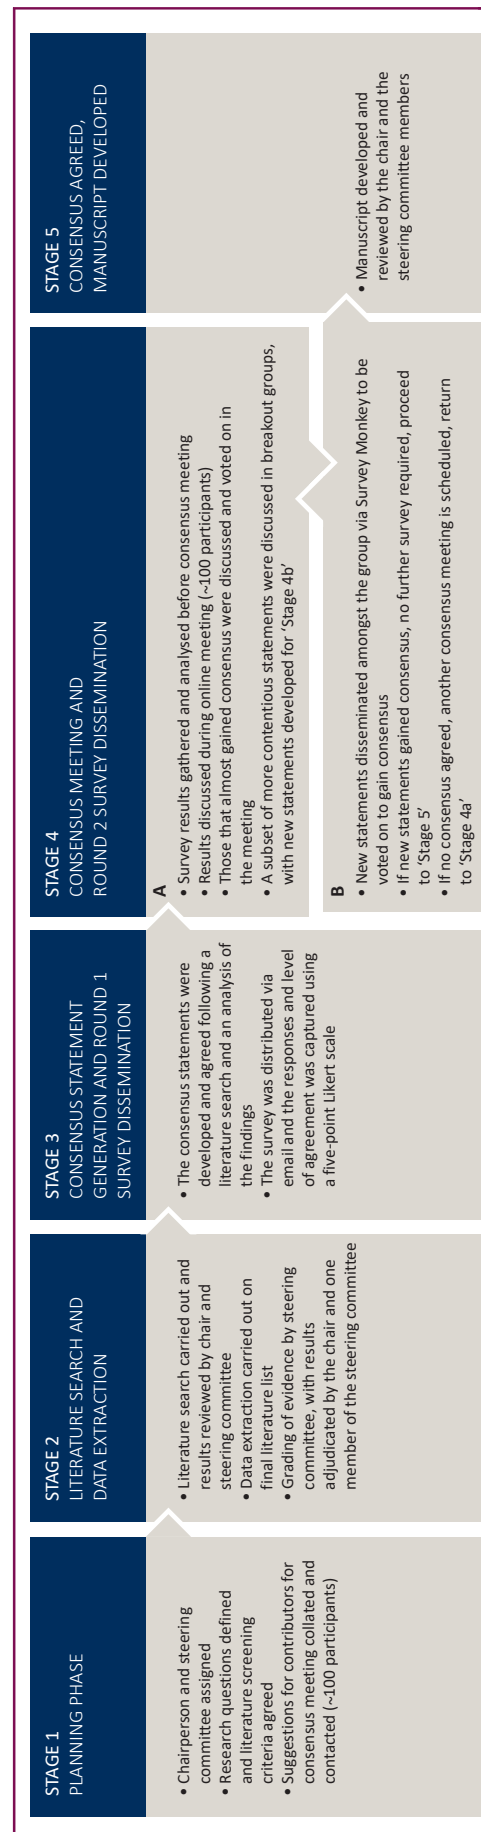 STAGE 1
PLANNING PHASE
• Chairperson and steering
committee assigned
• Research questions defined
and literature screening
criteria agreed
• Suggestions for contributors for
consensus meeting collated and
contacted (~100 participants)
STAGE 2
LITERATURE SEARCH AND
DATA EXTRACTION
• Literature search carried out and
results reviewed by chair and
steering committee
• Data extraction carried out on
final literature list
• Grading of evidence by steering
committee, with results
adjudicated by the chair and one
member of the steering committee
STAGE 3
CONSENSUS STATEMENT
GENERATION AND ROUND 1
SURVEY DISSEMINATION
• The consensus statements were
developed and agreed following a
literature search and an analysis of
the findings
• The survey was distributed via
email and the responses and level
of agreement was captured using
a five-point Likert scale
STAGE 4
CONSENSUS MEETING AND
ROUND 2 SURVEY DISSEMINATION
A
• Survey results gathered and analysed before consensus meeting
• Results discussed during online meeting (~100 participants)
• Those that almost gained consensus were discussed and voted on in
the meeting
• A subset of more contentious statements were discussed in breakout groups,
with new statements developed for ‘Stage 4b’
B
• New statements disseminated amongst the group via Survey Monkey to be
voted on to gain consensus
• If new statements gained consensus, no further survey required, proceed
to ‘Stage 5’
• If no consensus agreed, another consensus meeting is scheduled, return
to ‘Stage 4a’
STAGE 5
CONSENSUS AGREED,
MANUSCRIPT DEVELOPED
• Manuscript developed and
reviewed by the chair and the
steering committee members